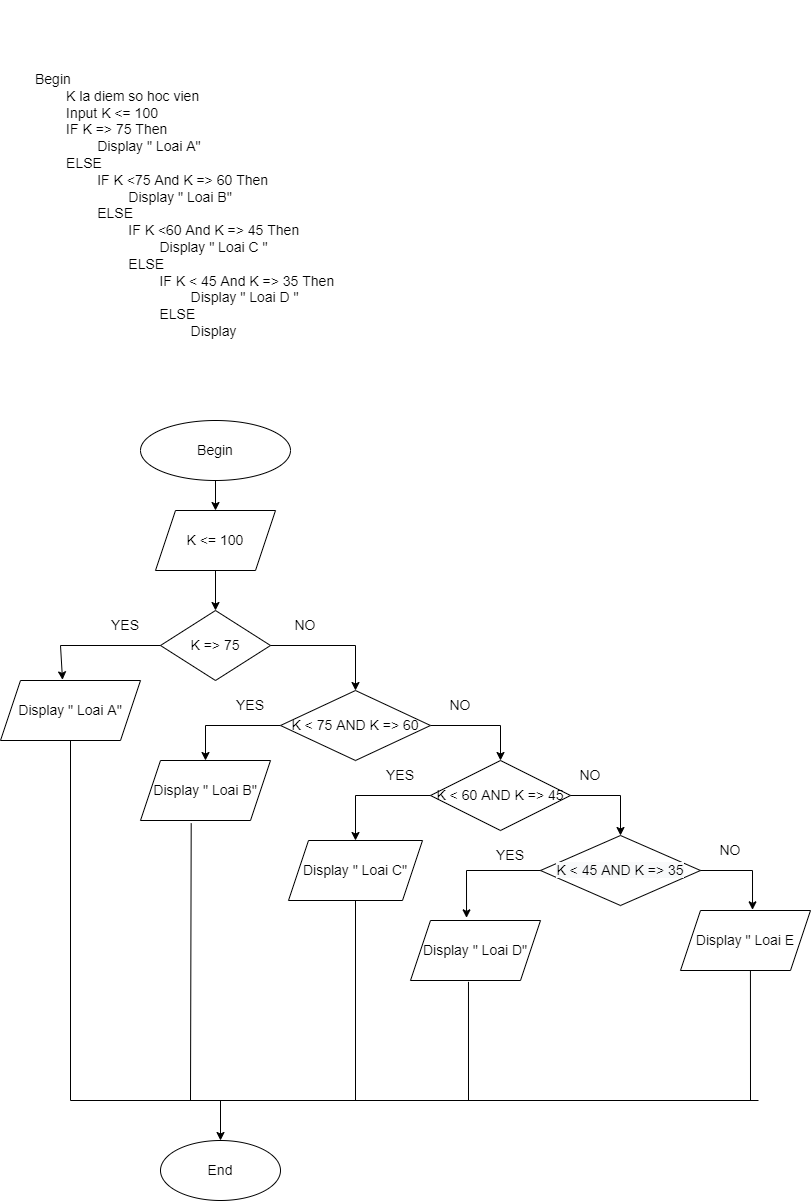 Begin
K la diem so hoc vien
Input K <= 100
IF K => 75 Then
Display " Loai A"
ELSE
IF K <75 And K => 60 Then
Display " Loai B"
ELSE
IF K <60 And K => 45 Then
Display " Loai C "
ELSE
IF K < 45 And K => 35 Then
Display " Loai D "
ELSE
Display
Begin
K <= 100
YES
K => 75
NO
Display " Loai A"
YES
K < 75 AND K => 60
NO
Display " Loai B"
YES
K < 60 AND K => 45
NO
Display " Loai C"
YES
K < 45 AND K => 35
NO
Display " Loai D"
Display " Loai E
End